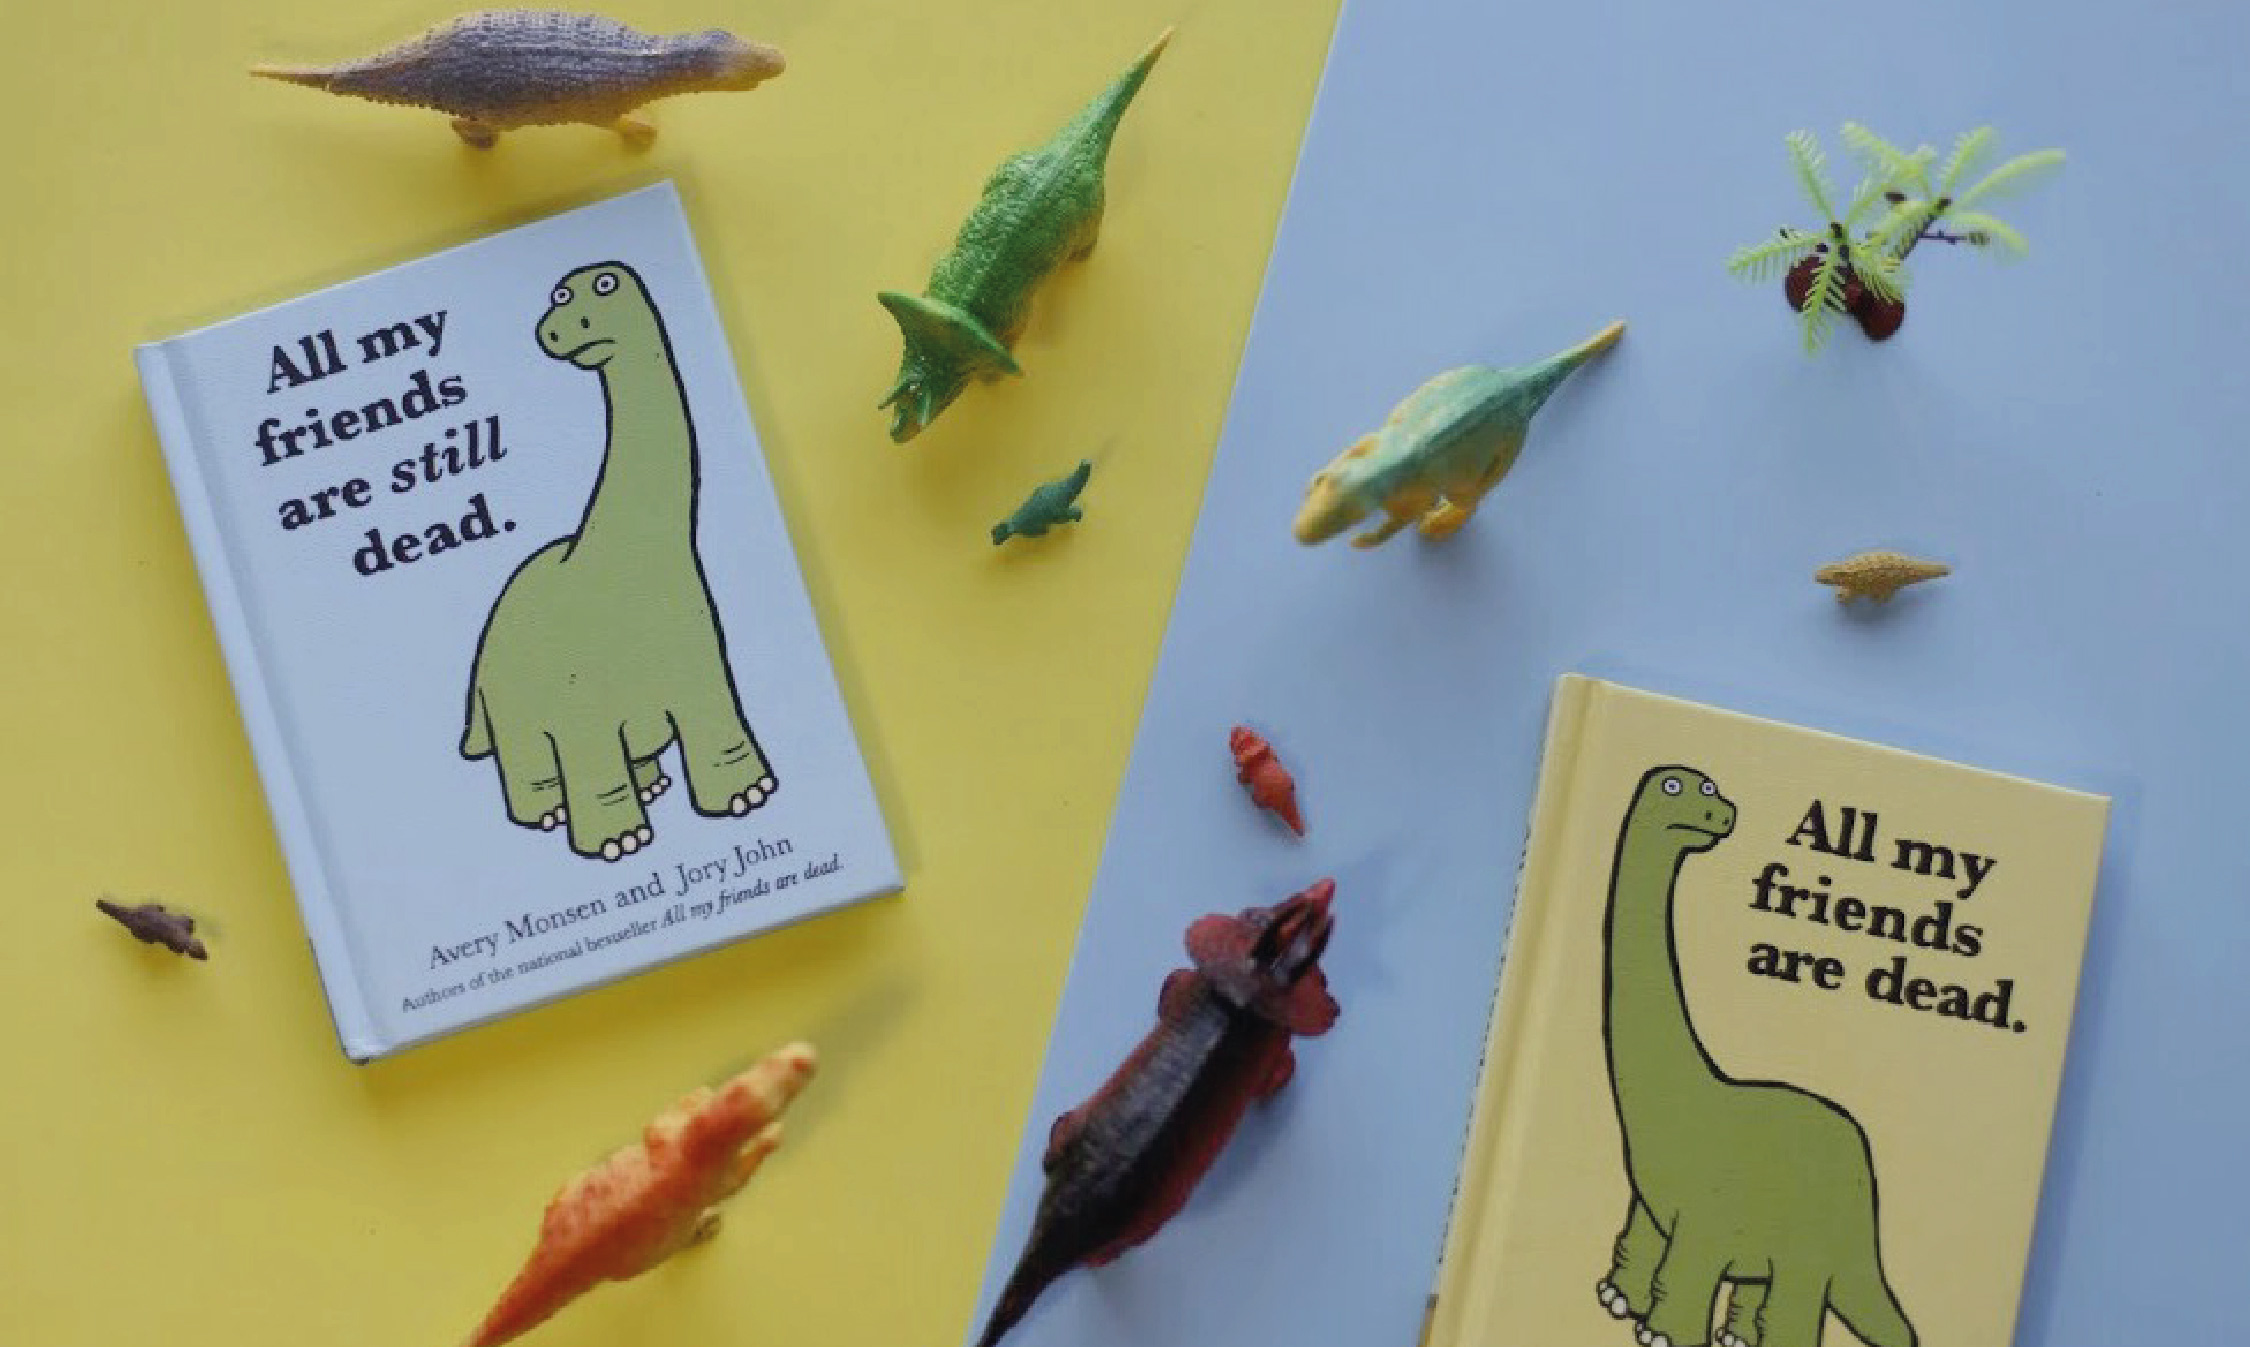 All my
friends
are still
dead.
Avery Monsen and Jory John
Authors of the national bestseller All my friends are dead.
All my
friends
are dead.